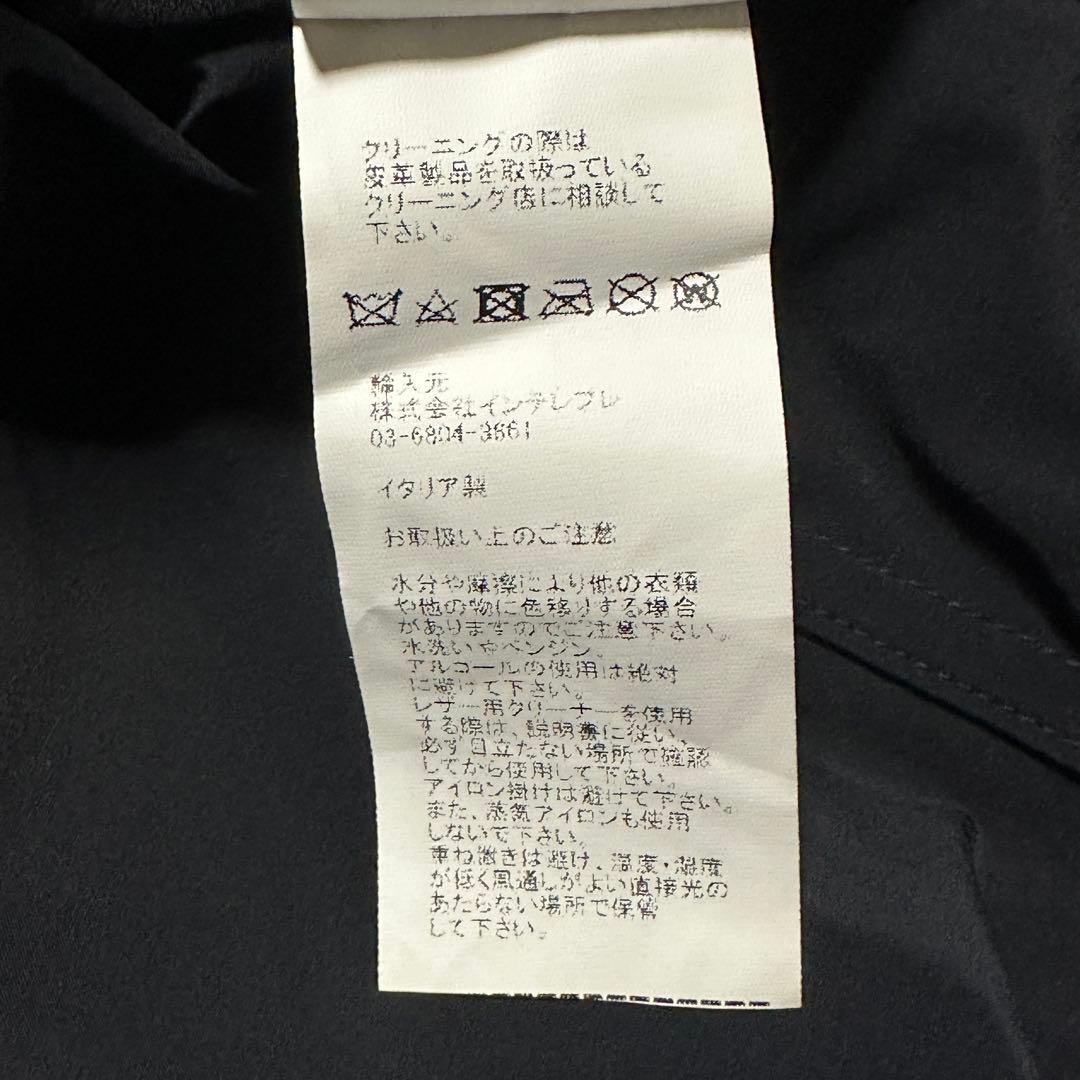 クリーニングの際は
皮革製品を取扱っている
クリーニング店に相談して
下さい。
輸入元
株式会社インターブレ
03-6804-3861
イタリア製
お取扱い上のご注意
水分や摩擦により他の衣類
や他の物に色移りする場合
がありますのでご注意下さい。
水洗いやベンジン。
アルコールの使用は絶対
に避けて下さい。
レザー用クリーナーを使用
する際は、説明書に従い、
必ず目立たない場所で確認
してから使用して下さい。
アイロン掛けは避けて下さい。
また、蒸気アイロンも使用
しないで下さい。
重ね置きは避け、温度・湿度
が低く風通しがよい直接光の
あたらない場所で保管
して下さい。